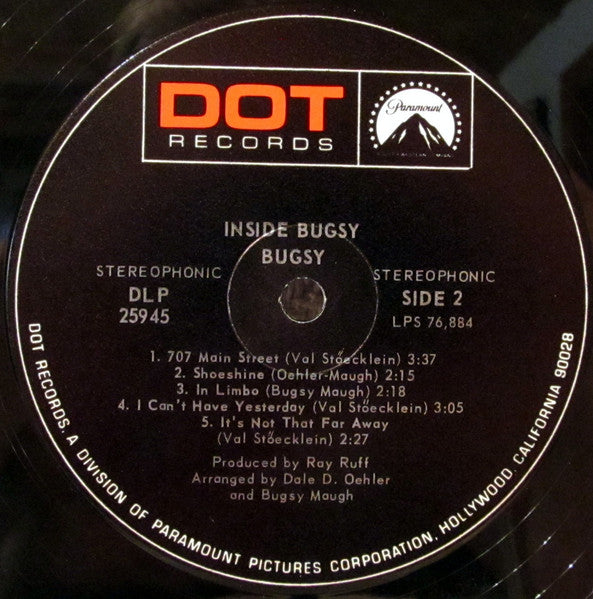 DOT
RECORDS
Paramount
INSIDE BUGSY
BUGSY
STEREOPHONIC
DLP
25945
STEREOPHONIC
SIDE 2
LPS 76,884
1. 707 Main Street (Val Stőecklein) 3:37
2. Shoeshine (Oehler-Maugh) 2:15
3. In Limbo (Bugsy Maugh) 2:18
4. I Can't Have Yesterday (Val Stőecklein) 3:05
5. It's Not That Far Away
(Val Stőecklein) 2:27
Produced by Ray Ruff
Arranged by Dale D. Oehler
and Bugsy Maugh
DOT RECORDS, A DIVISION OF PARAMOUNT PICTURES CORPORATION, HOLLYWOOD, CALIFORNIA 90028